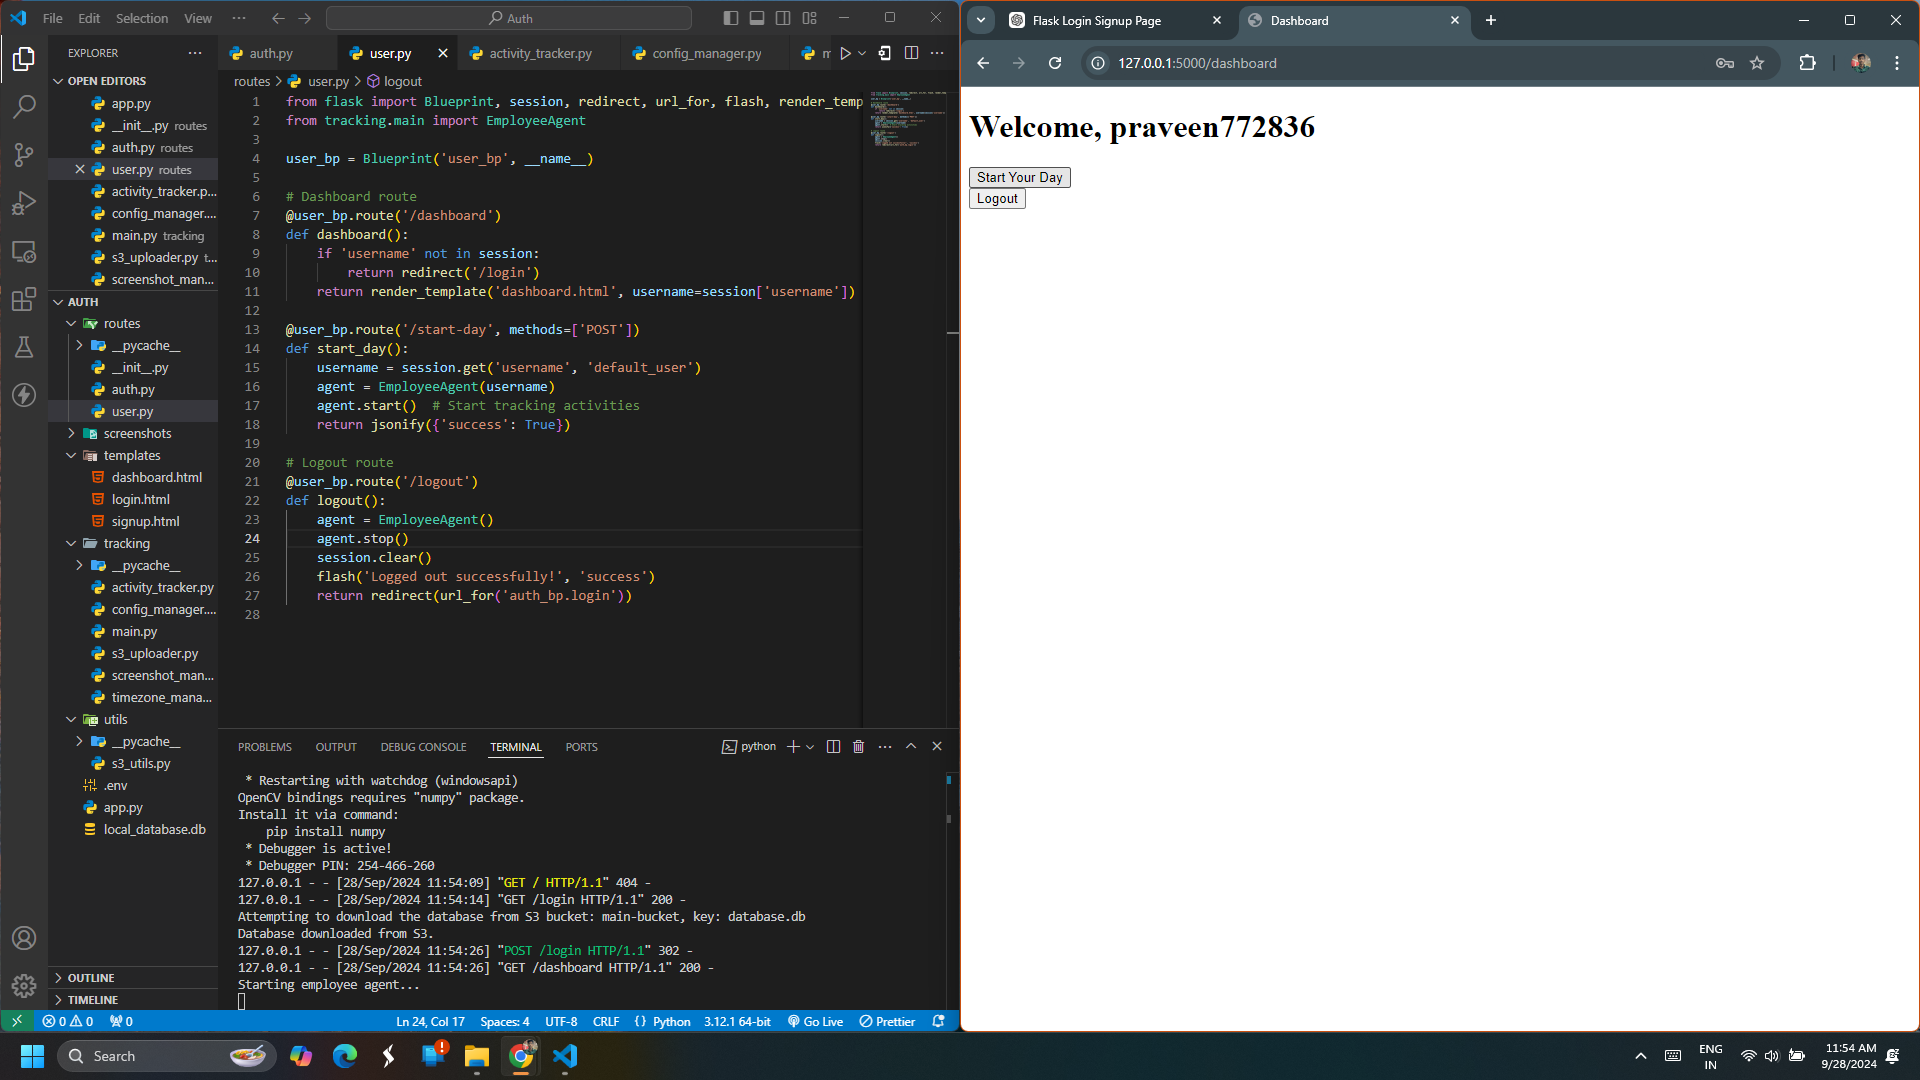 File Edit Selection View ··· Auth
EXPLORER ···
OPEN EDITORS
app.py
__init__.py routes
auth.py routes
user.py routes
activity_tracker.p...
config_manager....
main.py tracking
s3_uploader.py t...
screenshot_man...
AUTH
routes
__pycache__
__init__.py
auth.py
user.py
screenshots
templates
dashboard.html
login.html
signup.html
tracking
__pycache__
activity_tracker.py
config_manager....
main.py
s3_uploader.py
screenshot_man...
timezone_mana...
utils
__pycache__
s3_utils.py
.env
app.py
local_database.db
OUTLINE
TIMELINE
auth.py user.py activity_tracker.py config_manager.py m
routes > user.py > logout
1 from flask import Blueprint, session, redirect, url_for, flash, render_temp
2 from tracking.main import EmployeeAgent
3
4 user_bp = Blueprint('user_bp', __name__)
5
6 # Dashboard route
7 @user_bp.route('/dashboard')
8 def dashboard():
9     if 'username' not in session:
10         return redirect('/login')
11     return render_template('dashboard.html', username=session['username'])
12
13 @user_bp.route('/start-day', methods=['POST'])
14 def start_day():
15     username = session.get('username', 'default_user')
16     agent = EmployeeAgent(username)
17     agent.start()  # Start tracking activities
18     return jsonify({'success': True})
19
20 # Logout route
21 @user_bp.route('/logout')
22 def logout():
23     agent = EmployeeAgent()
24     agent.stop()
25     session.clear()
26     flash('Logged out successfully!', 'success')
27     return redirect(url_for('auth_bp.login'))
28
PROBLEMS OUTPUT DEBUG CONSOLE TERMINAL PORTS python
* Restarting with watchdog (windowsapi)
OpenCV bindings requires "numpy" package.
Install it via command:
pip install numpy
* Debugger is active!
* Debugger PIN: 254-466-260
127.0.0.1 - - [28/Sep/2024 11:54:09] "GET / HTTP/1.1" 404 -
127.0.0.1 - - [28/Sep/2024 11:54:14] "GET /login HTTP/1.1" 200 -
Attempting to download the database from S3 bucket: main-bucket, key: database.db
Database downloaded from S3.
127.0.0.1 - - [28/Sep/2024 11:54:26] "POST /login HTTP/1.1" 302 -
127.0.0.1 - - [28/Sep/2024 11:54:26] "GET /dashboard HTTP/1.1" 200 -
Starting employee agent...
0 0 0 Ln 24, Col 17 Spaces: 4 UTF-8 CRLF {} Python 3.12.1 64-bit Go Live Prettier
Flask Login Signup Page Dashboard
127.0.0.1:5000/dashboard
Welcome, praveen772836
Start Your Day
Logout
Search
ENG
IN
11:54 AM
9/28/2024